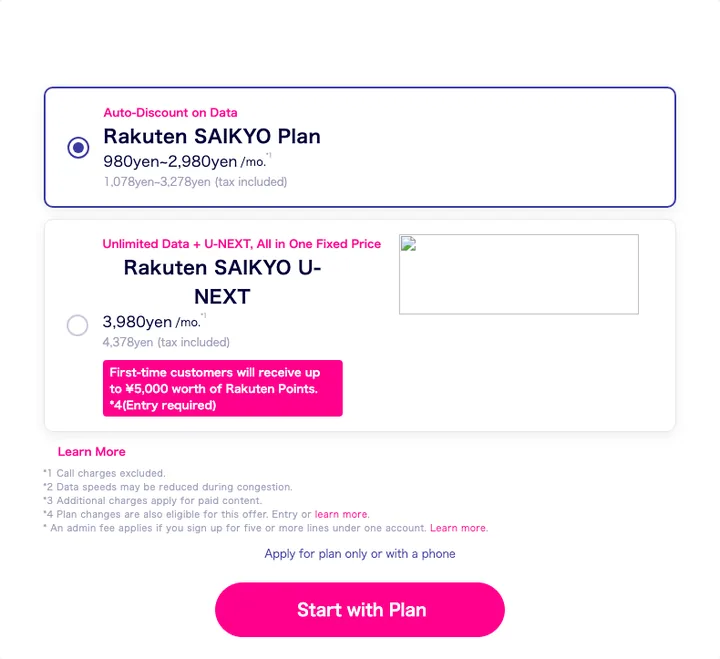 Auto-Discount on Data
Rakuten SAIKYO Plan
980yen~2,980yen /mo.*1
1,078yen~3,278yen (tax included)
Unlimited Data + U-NEXT, All in One Fixed Price
Rakuten SAIKYO U-
NEXT
3,980yen /mo.*1
4,378yen (tax included)
First-time customers will receive up
to ¥5,000 worth of Rakuten Points.
*4(Entry required)
Learn More
*1 Call charges excluded.
*2 Data speeds may be reduced during congestion.
*3 Additional charges apply for paid content.
*4 Plan changes are also eligible for this offer. Entry or learn more.
* An admin fee applies if you sign up for five or more lines under one account. Learn more.
Apply for plan only or with a phone
Start with Plan